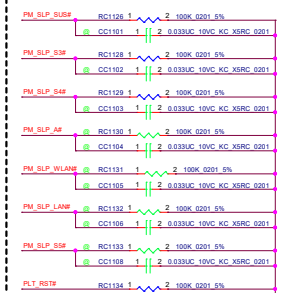 PM_SLP_SUS# RC1126 1 2 100K_0201_5%
@ CC1101 1 2 0.033UC_10VC_KC_X5RC_0201
PM_SLP_S3# RC1128 1 2 100K_0201_5%
@ CC1102 1 2 0.033UC_10VC_KC_X5RC_0201
PM_SLP_S4# RC1129 1 2 100K_0201_5%
@ CC1103 1 2 0.033UC_10VC_KC_X5RC_0201
PM_SLP_A# @ RC1130 1 2 100K_0201_5%
@ CC1104 1 2 0.033UC_10VC_KC_X5RC_0201
PM_SLP_WLAN# @ RC1131 1 2 100K_0201_5%
@ CC1105 1 2 0.033UC_10VC_KC_X5RC_0201
PM_SLP_LAN# @ RC1132 1 2 100K_0201_5%
@ CC1106 1 2 0.033UC_10VC_KC_X5RC_0201
PM_SLP_S5# @ RC1133 1 2 100K_0201_5%
@ CC1108 1 2 0.033UC_10VC_KC_X5RC_0201
PLT_RST# RC1134 1 2 100K_0201_5%